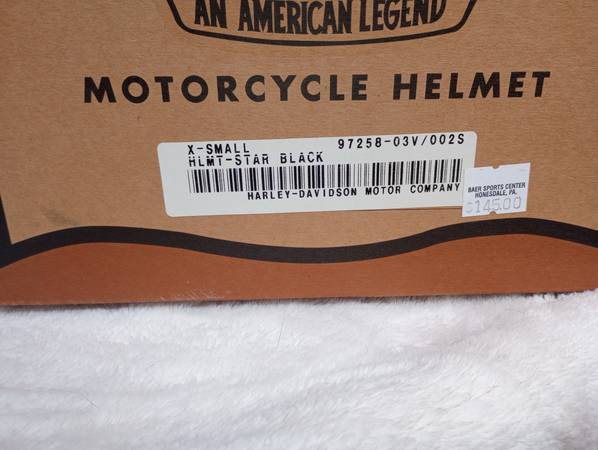 AN AMERICAN LEGEND
MOTORCYCLE HELMET
X-SMALL 97258-03V/002S
HLMT-STAR BLACK
HARLEY-DAVIDSON MOTOR COMPANY
BAER SPORTS CENTER
HONESDALE, PA.
$145.00